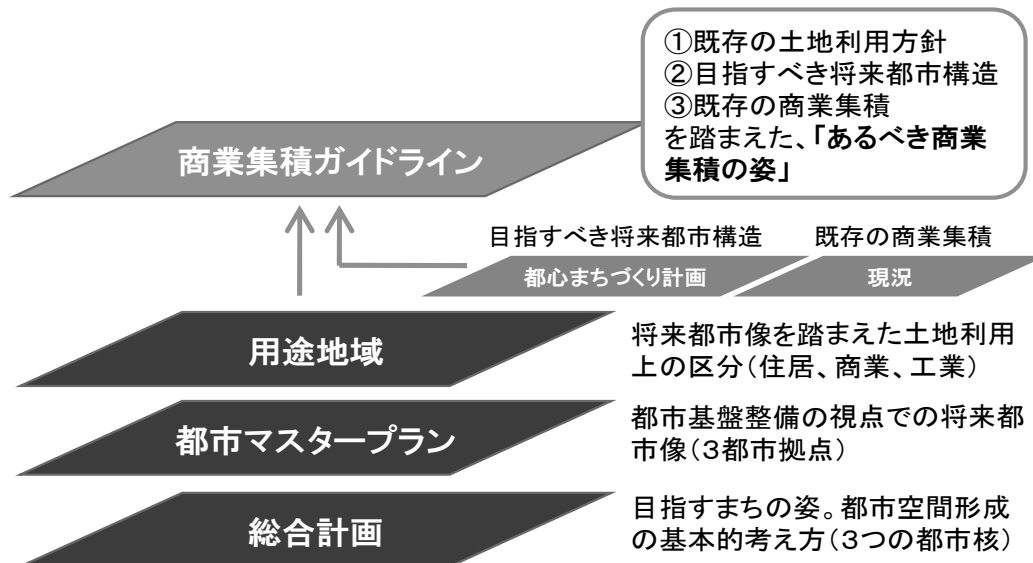 ①既存の土地利用方針
②目指すべき将来都市構造
③既存の商業集積
を踏まえた、「あるべき商業
集積の姿」
商業集積ガイドライン
目指すべき将来都市構造
既存の商業集積
都心まちづくり計画
現況
用途地域
将来都市像を踏まえた土地利用
上の区分(住居、商業、工業)
都市マスタープラン
都市基盤整備の視点での将来都
市像(3都市拠点)
総合計画
目指すまちの姿。都市空間形成
の基本的考え方(3つの都市核)